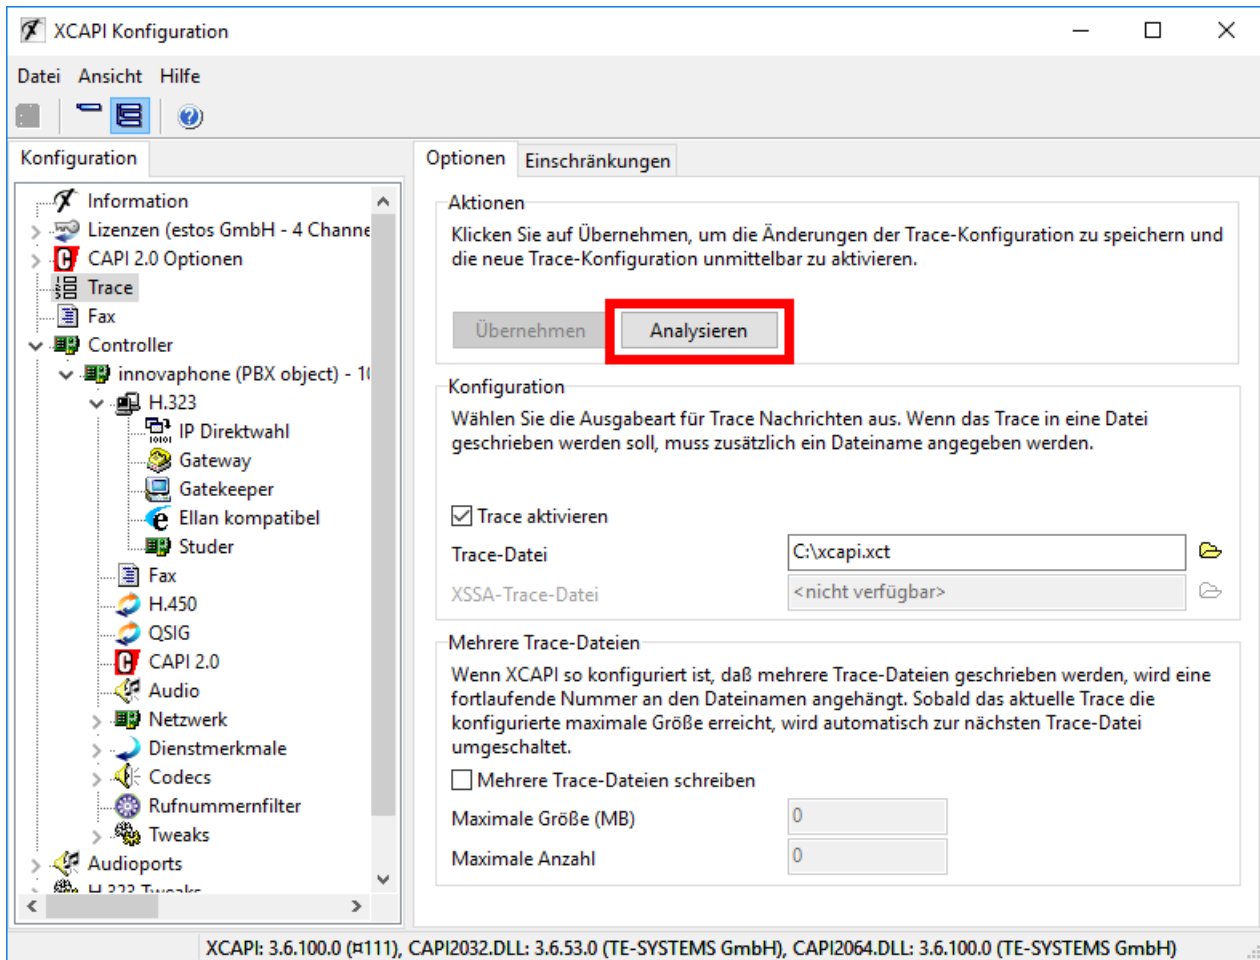 XCAPI Konfiguration
Datei Ansicht Hilfe
Konfiguration
Information
Lizenzen (estos GmbH - 4 Channe
CAPI 2.0 Optionen
Trace
Fax
Controller
innovaphone (PBX object) - 10
H.323
IP Direktwahl
Gateway
Gatekeeper
Ellan kompatibel
Studer
Fax
H.450
QSIG
CAPI 2.0
Audio
Netzwerk
Dienstmerkmale
Codecs
Rufnummernfilter
Tweaks
Audioports
H.323 Tweaks
Optionen Einschränkungen
Aktionen
Klicken Sie auf Übernehmen, um die Änderungen der Trace-Konfiguration zu speichern und
die neue Trace-Konfiguration unmittelbar zu aktivieren.
Übernehmen Analysieren
Konfiguration
Wählen Sie die Ausgabeart für Trace Nachrichten aus. Wenn das Trace in eine Datei
geschrieben werden soll, muss zusätzlich ein Dateiname angegeben werden.
Trace aktivieren
Trace-Datei C:\xcapi.xct
XSSA-Trace-Datei <nicht verfügbar>
Mehrere Trace-Dateien
Wenn XCAPI so konfiguriert ist, daß mehrere Trace-Dateien geschrieben werden, wird eine
fortlaufende Nummer an den Dateinamen angehängt. Sobald das aktuelle Trace die
konfigurierte maximale Größe erreicht, wird automatisch zur nächsten Trace-Datei
umgeschaltet.
Mehrere Trace-Dateien schreiben
Maximale Größe (MB) 0
Maximale Anzahl 0
XCAPI: 3.6.100.0 (¤111), CAPI2032.DLL: 3.6.53.0 (TE-SYSTEMS GmbH), CAPI2064.DLL: 3.6.100.0 (TE-SYSTEMS GmbH)